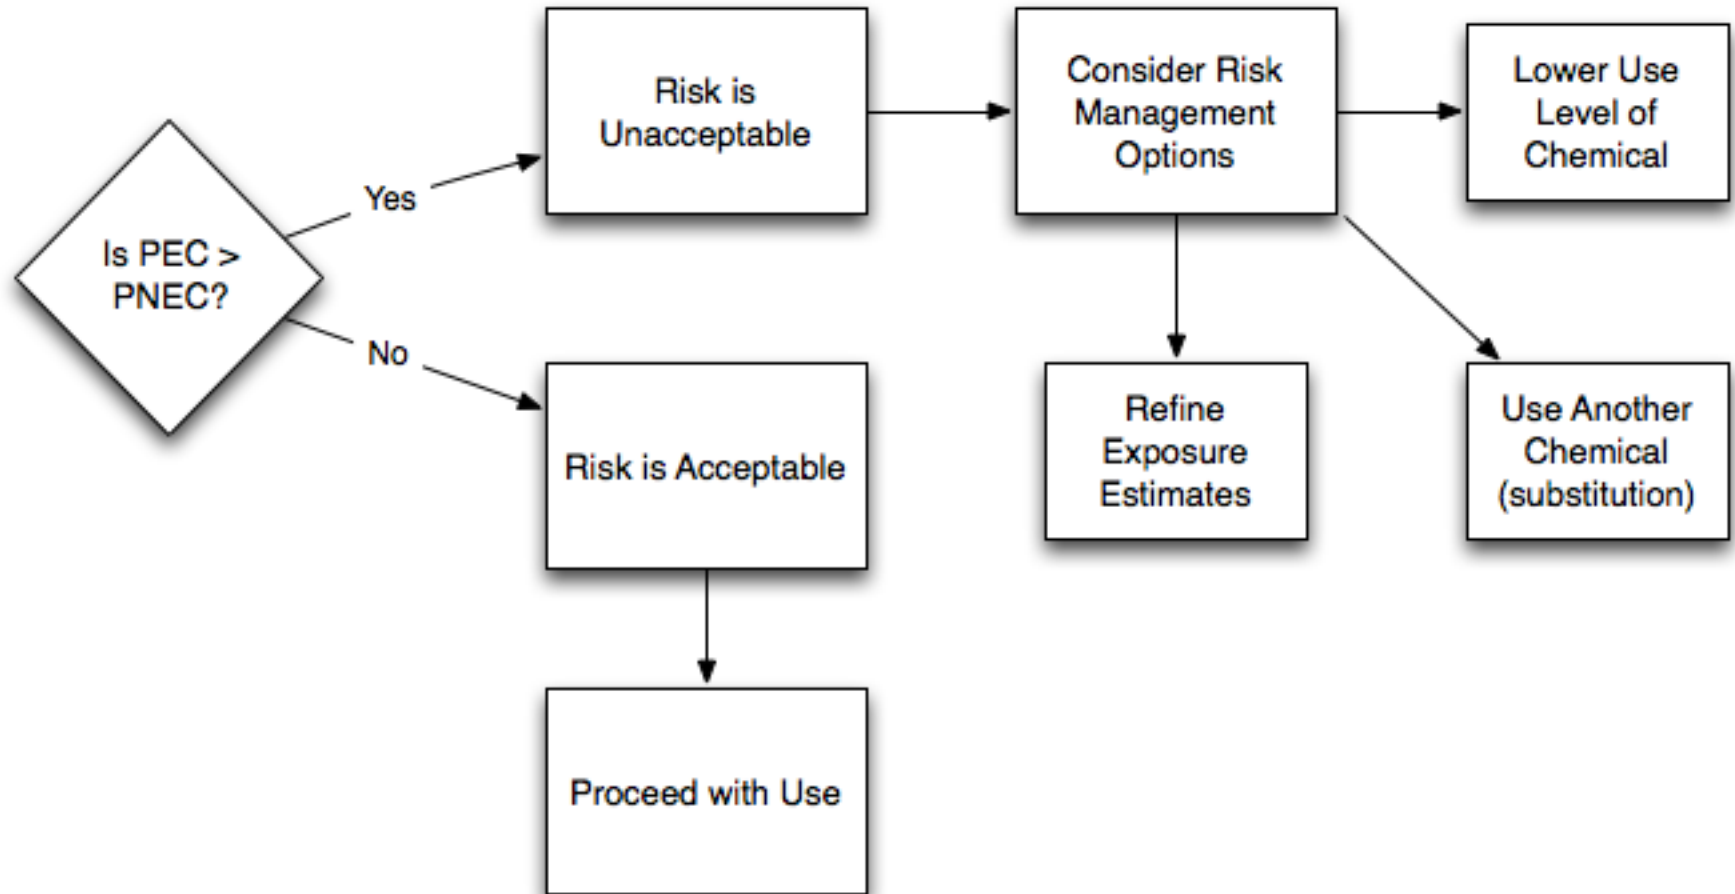 Is PEC >
PNEC?
Yes
No
Risk is
Unacceptable
Consider Risk
Management
Options
Lower Use
Level of
Chemical
Risk is Acceptable
Refine
Exposure
Estimates
Use Another
Chemical
(substitution)
Proceed with Use